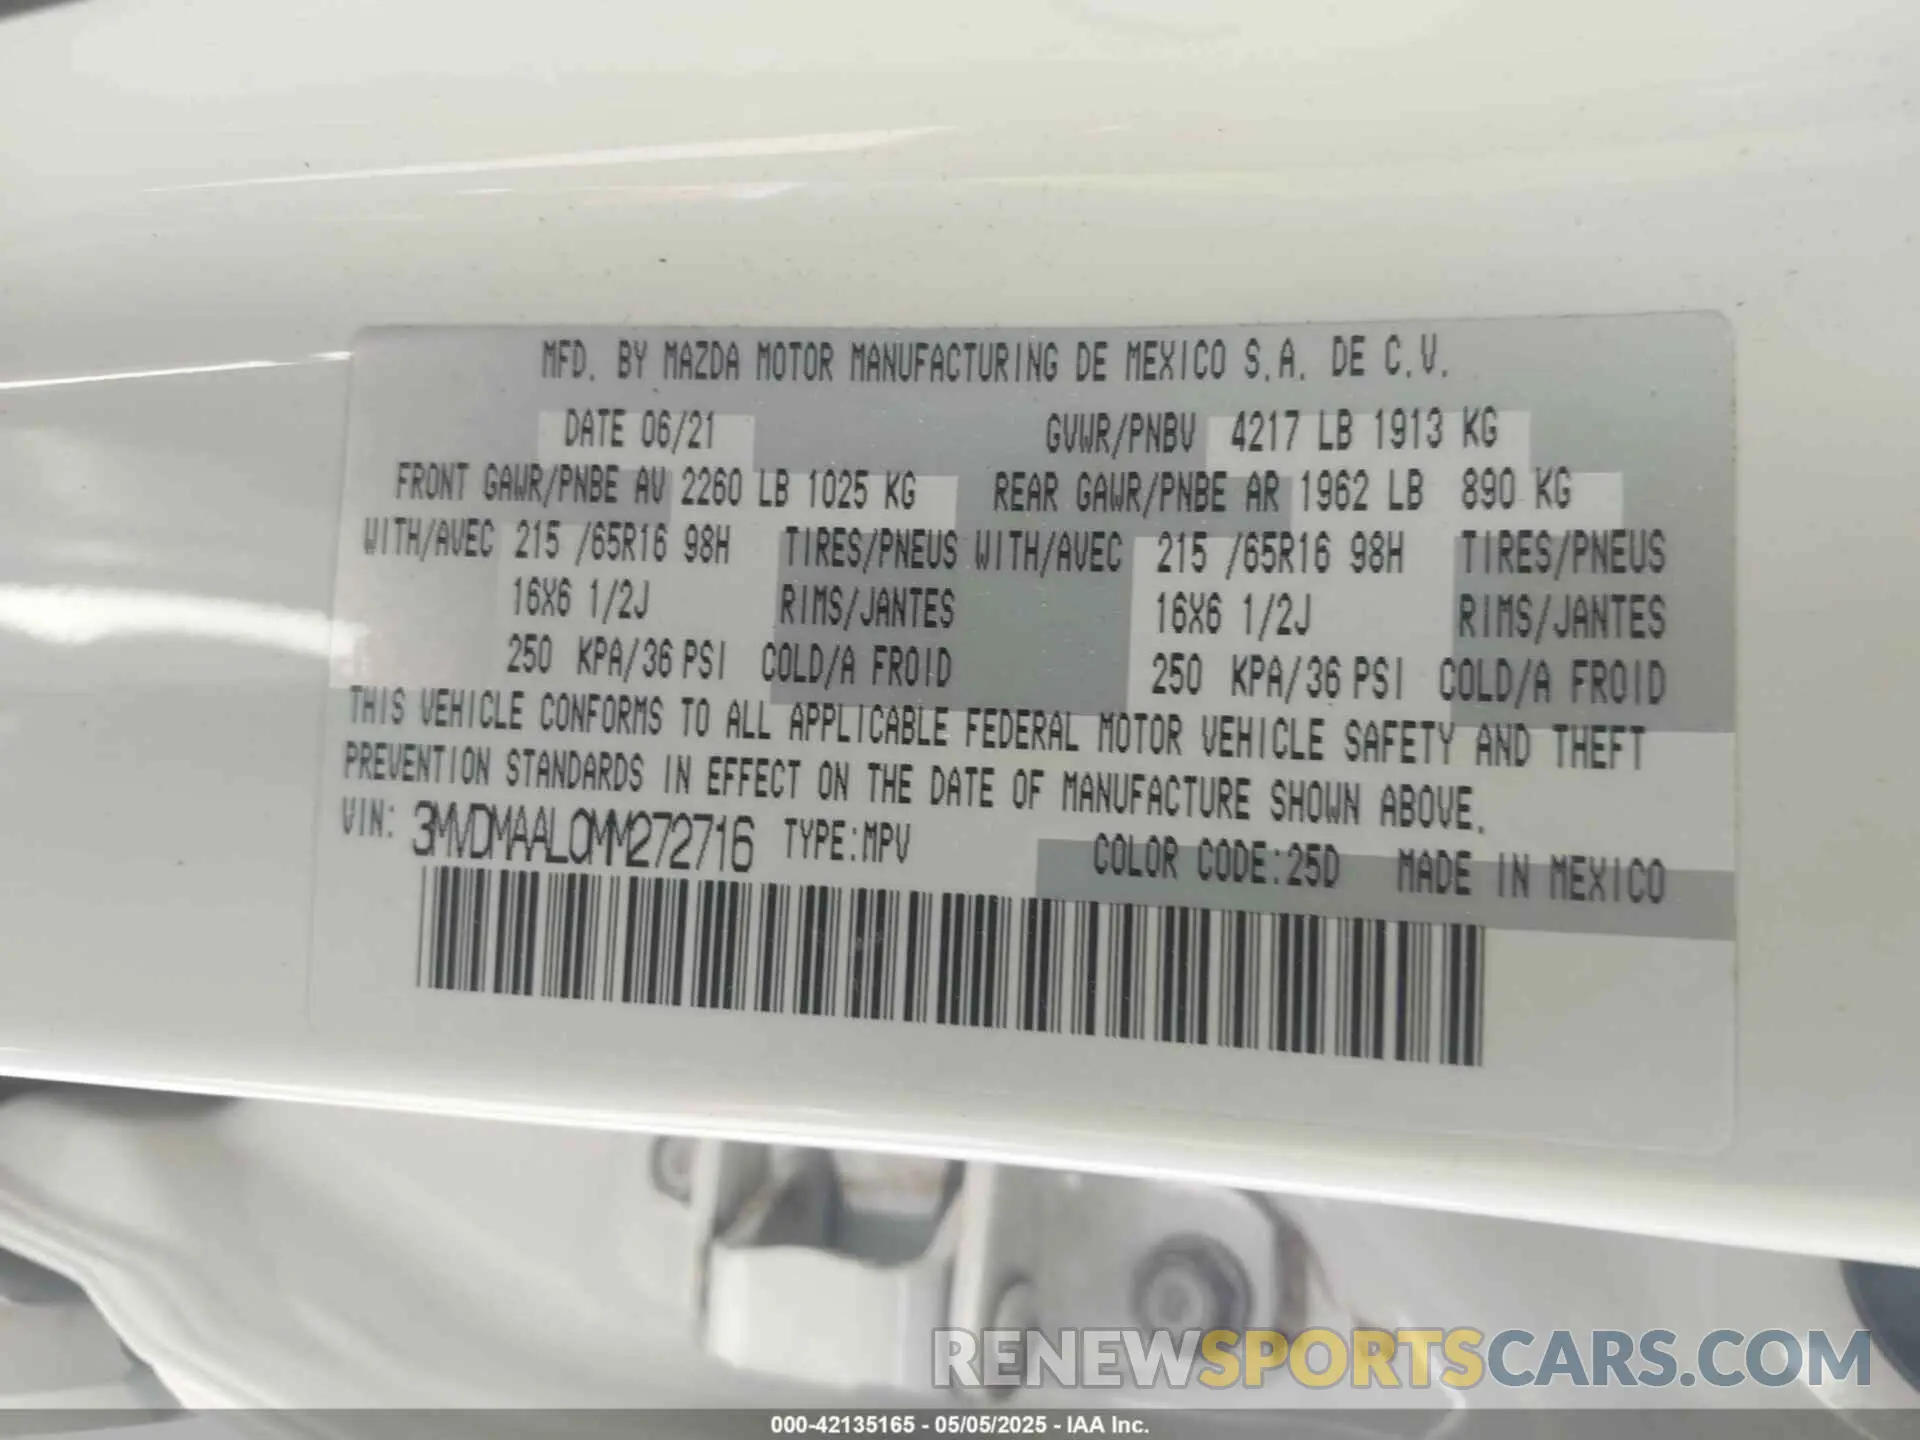 MFD. BY MAZDA MOTOR MANUFACTURING DE MEXICO S.A. DE C.V.
DATE 06/21 GVWR/PNBV 4217 LB 1913 KG
FRONT GAWR/PNBE AV 2260 LB 1025 KG REAR GAWR/PNBE AR 1962 LB 890 KG
WITH/AVEC 215 /65R16 98H TIRES/PNEUS WITH/AVEC 215 /65R16 98H TIRES/PNEUS
16X6 1/2J RIMS/JANTES 16X6 1/2J RIMS/JANTES
250 KPA/36 PSI COLD/A FROID 250 KPA/36 PSI COLD/A FROID
THIS VEHICLE CONFORMS TO ALL APPLICABLE FEDERAL MOTOR VEHICLE SAFETY AND THEFT
PREVENTION STANDARDS IN EFFECT ON THE DATE OF MANUFACTURE SHOWN ABOVE.
VIN: 3MVDMAAL0MM272716 TYPE:MPV COLOR CODE:25D MADE IN MEXICO
RENEWSPORTSCARS.COM
000-42135165 - 05/05/2025 - IAA Inc.